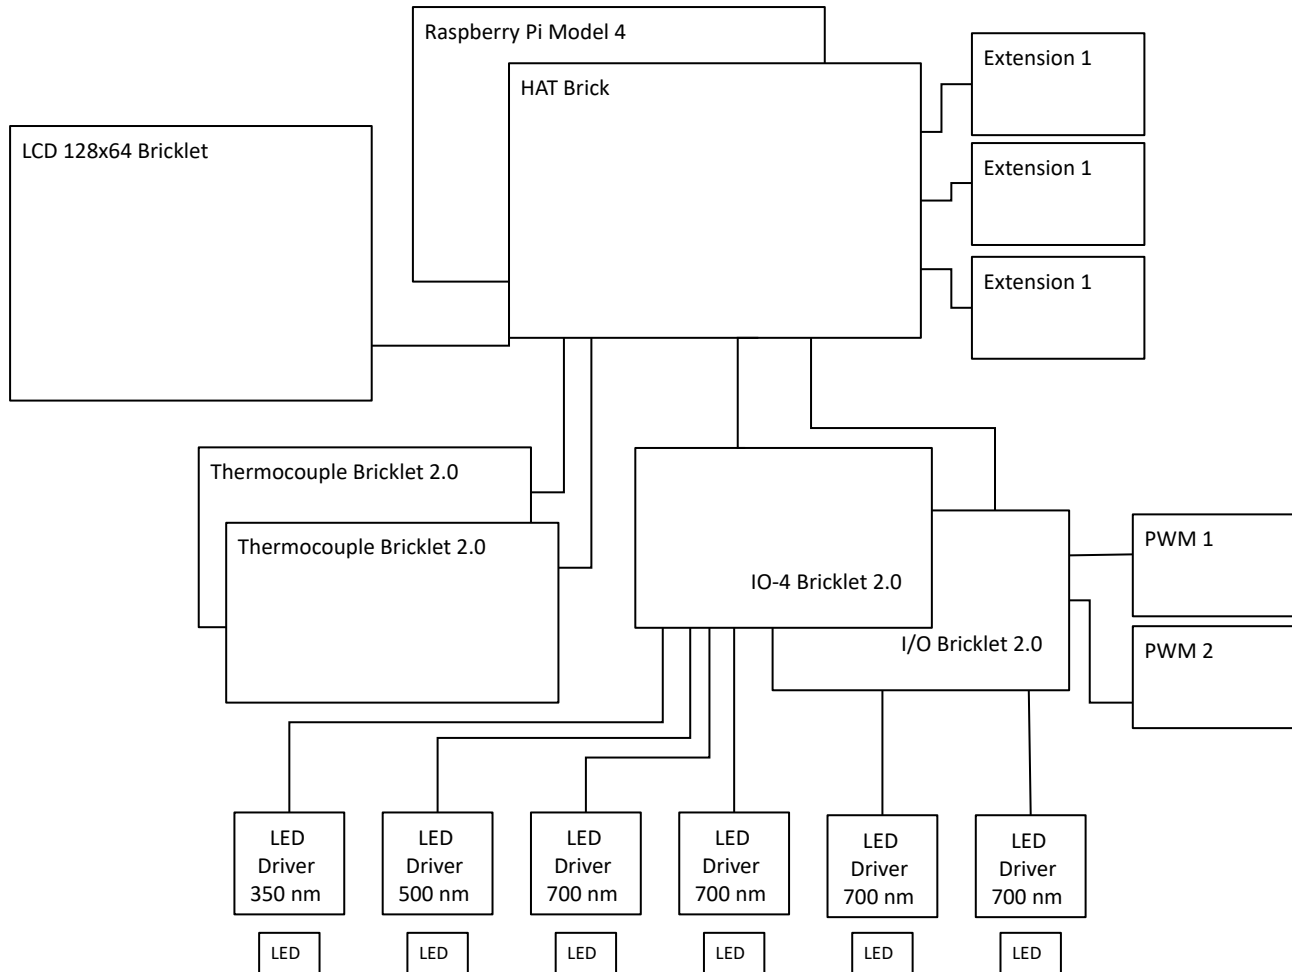 Raspberry Pi Model 4
HAT Brick
Extension 1
LCD 128x64 Bricklet
Extension 1
Extension 1
Thermocouple Bricklet 2.0
Thermocouple Bricklet 2.0
IO-4 Bricklet 2.0
I/O Bricklet 2.0
PWM 1
PWM 2
LED
Driver
350 nm
LED
Driver
500 nm
LED
Driver
700 nm
LED
Driver
700 nm
LED
Driver
700 nm
LED
Driver
700 nm
LED
LED
LED
LED
LED
LED